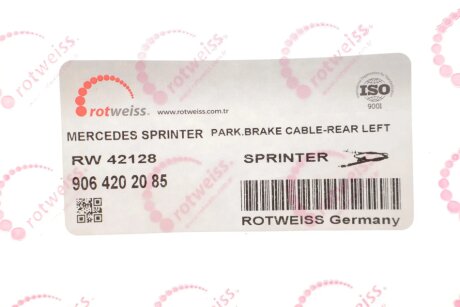 rotweiss.
www.rotweiss.com.tr
ISO
9001
MERCEDES SPRINTER PARK.BRAKE CABLE-REAR LEFT
RW 42128 SPRINTER
906 420 20 85
ROTWEISS Germany